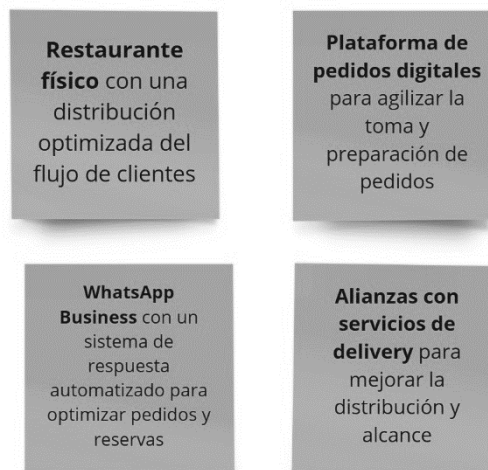 Restaurante
físico con una
distribución
optimizada del
flujo de clientes
Plataforma de
pedidos digitales
para agilizar la
toma y
preparación de
pedidos
WhatsApp
Business con un
sistema de
respuesta
automatizado para
optimizar pedidos y
reservas
Alianzas con
servicios de
delivery para
mejorar la
distribución y
alcance